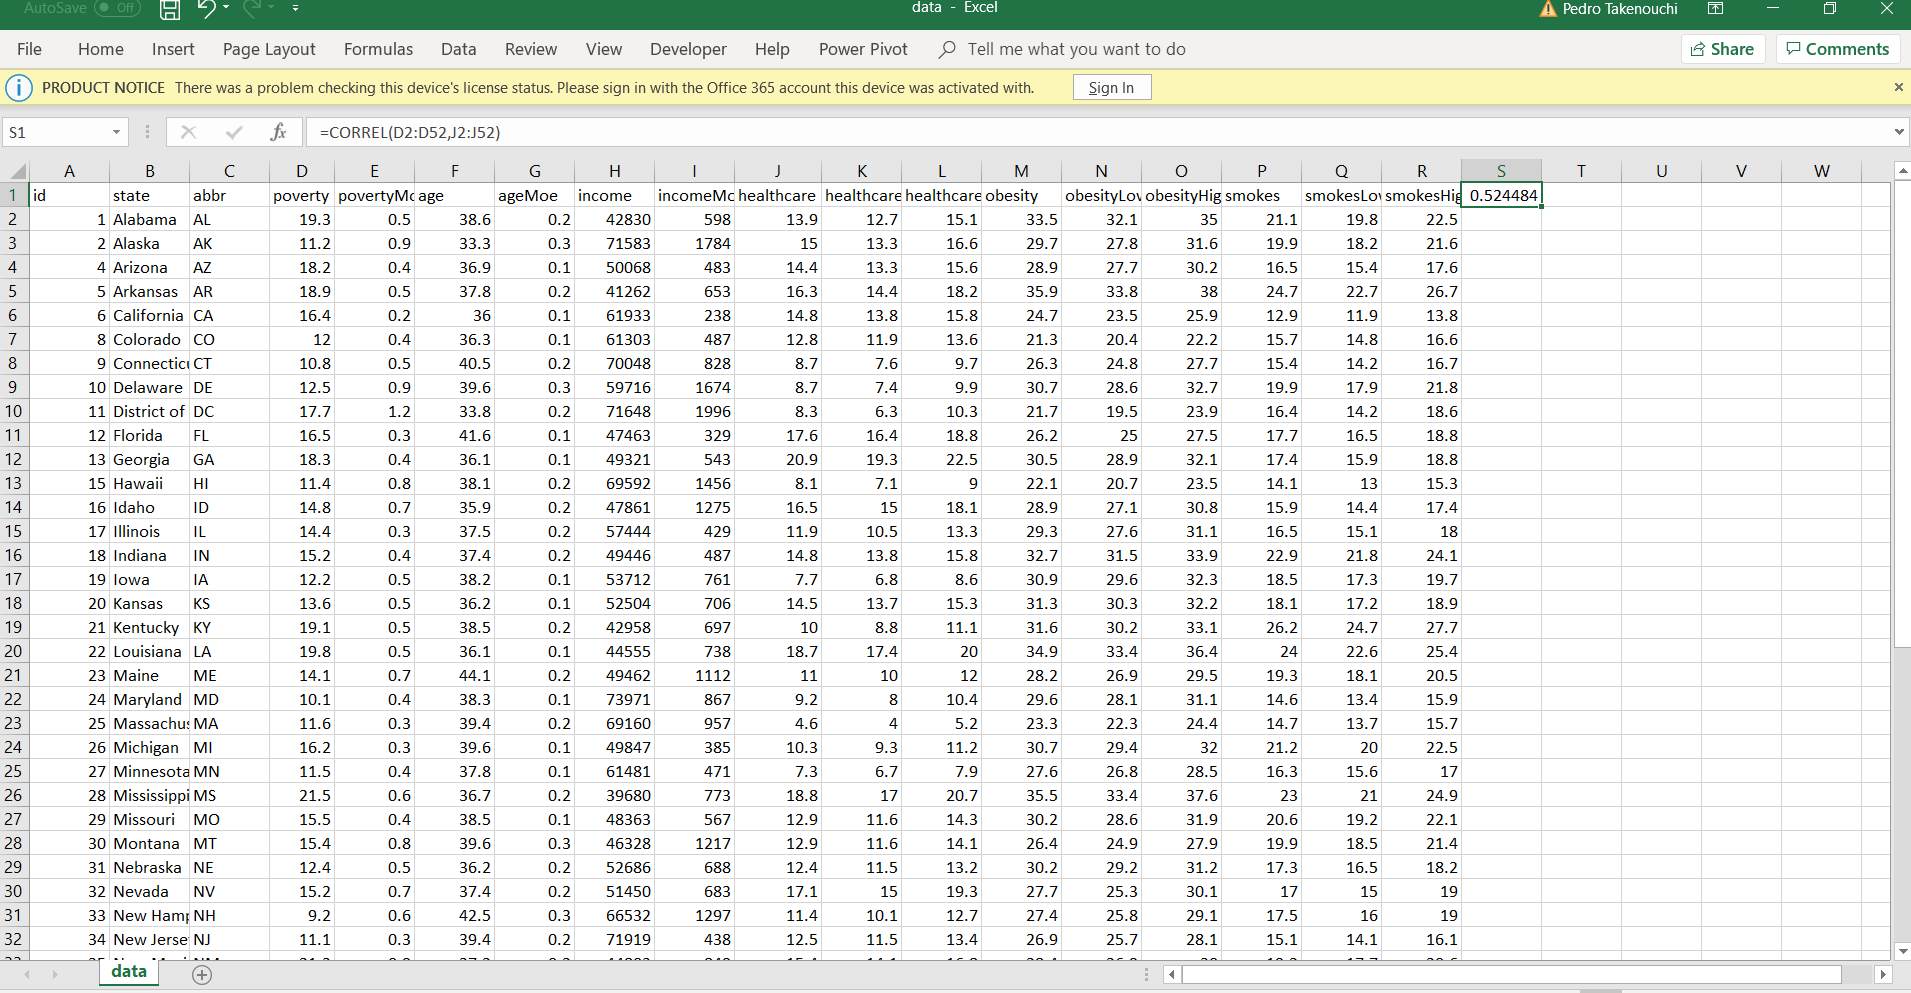 AutoSave Off data - Excel Pedro Takenouchi
File Home Insert Page Layout Formulas Data Review View Developer Help Power Pivot Tell me what you want to do Share Comments
PRODUCT NOTICE There was a problem checking this device's license status. Please sign in with the Office 365 account this device was activated with. Sign In
S1 fx =CORREL(D2:D52,J2:J52)
A B C D E F G H I J K L M N O P Q R S T U V W
1 id state abbr poverty povertyMo age ageMoe income incomeMo healthcare healthcare healthcare obesity obesityLov obesityHig smokes smokesLov smokesHig 0.524484
2 1 Alabama AL 19.3 0.5 38.6 0.2 42830 598 13.9 12.7 15.1 33.5 32.1 35 21.1 19.8 22.5
3 2 Alaska AK 11.2 0.9 33.3 0.3 71583 1784 15 13.3 16.6 29.7 27.8 31.6 19.9 18.2 21.6
4 4 Arizona AZ 18.2 0.4 36.9 0.1 50068 483 14.4 13.3 15.6 28.9 27.7 30.2 16.5 15.4 17.6
5 5 Arkansas AR 18.9 0.5 37.8 0.2 41262 653 16.3 14.4 18.2 35.9 33.8 38 24.7 22.7 26.7
6 6 California CA 16.4 0.2 36 0.1 61933 238 14.8 13.8 15.8 24.7 23.5 25.9 12.9 11.9 13.8
7 8 Colorado CO 12 0.4 36.3 0.1 61303 487 12.8 11.9 13.6 21.3 20.4 22.2 15.7 14.8 16.6
8 9 Connecticu CT 10.8 0.5 40.5 0.2 70048 828 8.7 7.6 9.7 26.3 24.8 27.7 15.4 14.2 16.7
9 10 Delaware DE 12.5 0.9 39.6 0.3 59716 1674 8.7 7.4 9.9 30.7 28.6 32.7 19.9 17.9 21.8
10 11 District of DC 17.7 1.2 33.8 0.2 71648 1996 8.3 6.3 10.3 21.7 19.5 23.9 16.4 14.2 18.6
11 12 Florida FL 16.5 0.3 41.6 0.1 47463 329 17.6 16.4 18.8 26.2 25 27.5 17.7 16.5 18.8
12 13 Georgia GA 18.3 0.4 36.1 0.1 49321 543 20.9 19.3 22.5 30.5 28.9 32.1 17.4 15.9 18.8
13 15 Hawaii HI 11.4 0.8 38.1 0.2 69592 1456 8.1 7.1 9 22.1 20.7 23.5 14.1 13 15.3
14 16 Idaho ID 14.8 0.7 35.9 0.2 47861 1275 16.5 15 18.1 28.9 27.1 30.8 15.9 14.4 17.4
15 17 Illinois IL 14.4 0.3 37.5 0.2 57444 429 11.9 10.5 13.3 29.3 27.6 31.1 16.5 15.1 18
16 18 Indiana IN 15.2 0.4 37.4 0.2 49446 487 14.8 13.8 15.8 32.7 31.5 33.9 22.9 21.8 24.1
17 19 Iowa IA 12.2 0.5 38.2 0.1 53712 761 7.7 6.8 8.6 30.9 29.6 32.3 18.5 17.3 19.7
18 20 Kansas KS 13.6 0.5 36.2 0.1 52504 706 14.5 13.7 15.3 31.3 30.3 32.2 18.1 17.2 18.9
19 21 Kentucky KY 19.1 0.5 38.5 0.2 42958 697 10 8.8 11.1 31.6 30.2 33.1 26.2 24.7 27.7
20 22 Louisiana LA 19.8 0.5 36.1 0.1 44555 738 18.7 17.4 20 34.9 33.4 36.4 24 22.6 25.4
21 23 Maine ME 14.1 0.7 44.1 0.2 49462 1112 11 10 12 28.2 26.9 29.5 19.3 18.1 20.5
22 24 Maryland MD 10.1 0.4 38.3 0.1 73971 867 9.2 8 10.4 29.6 28.1 31.1 14.6 13.4 15.9
23 25 Massachus MA 11.6 0.3 39.4 0.2 69160 957 4.6 4 5.2 23.3 22.3 24.4 14.7 13.7 15.7
24 26 Michigan MI 16.2 0.3 39.6 0.1 49847 385 10.3 9.3 11.2 30.7 29.4 32 21.2 20 22.5
25 27 Minnesota MN 11.5 0.4 37.8 0.1 61481 471 7.3 6.7 7.9 27.6 26.8 28.5 16.3 15.6 17
26 28 Mississippi MS 21.5 0.6 36.7 0.2 39680 773 18.8 17 20.7 35.5 33.4 37.6 23 21 24.9
27 29 Missouri MO 15.5 0.4 38.5 0.1 48363 567 12.9 11.6 14.3 30.2 28.6 31.9 20.6 19.2 22.1
28 30 Montana MT 15.4 0.8 39.6 0.3 46328 1217 12.9 11.6 14.1 26.4 24.9 27.9 19.9 18.5 21.4
29 31 Nebraska NE 12.4 0.5 36.2 0.2 52686 688 12.4 11.5 13.2 30.2 29.2 31.2 17.3 16.5 18.2
30 32 Nevada NV 15.2 0.7 37.4 0.2 51450 683 17.1 15 19.3 27.7 25.3 30.1 17 15 19
31 33 New Hamp NH 9.2 0.6 42.5 0.3 66532 1297 11.4 10.1 12.7 27.4 25.8 29.1 17.5 16 19
32 34 New Jerse NJ 11.1 0.3 39.4 0.2 71919 438 12.5 11.5 13.4 26.9 25.7 28.1 15.1 14.1 16.1
data